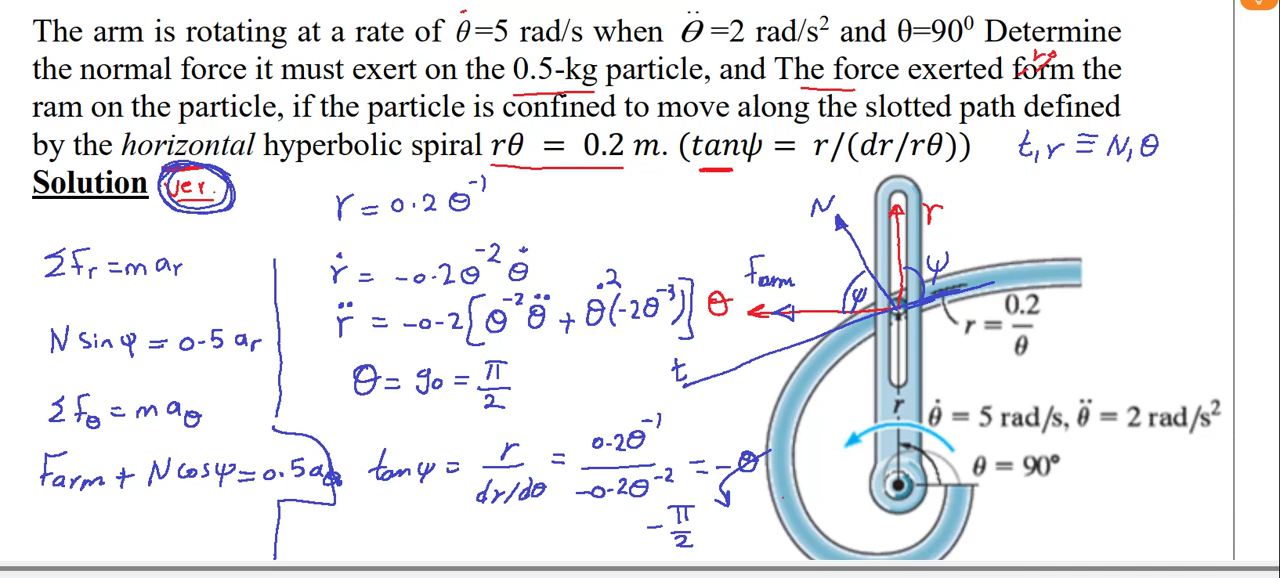 The arm is rotating at a rate of θ̇=5 rad/s when θ̈ =2 rad/s² and θ=90⁰ Determine
the normal force it must exert on the 0.5-kg particle, and The force exerted form the
ram on the particle, if the particle is confined to move along the slotted path defined
by the horizontal hyperbolic spiral rθ = 0.2 m. (tanψ = r/(dr/rθ))
t, r ≡ N, θ
Solution
ver.
r = 0.2 θ⁻¹
ΣFr = m ar
ṙ = -0.2θ⁻² θ̇
r̈ = -0-2[θ⁻² θ̈ + θ̇²(-2θ⁻³)]
N sin ψ = 0-5 ar
θ = 90 = π/2
ΣFθ = m aθ
Farm + N cos ψ = 0.5 aθ
tan ψ = r / dr/dθ = 0-2θ⁻¹ / -0-2θ⁻² = -θ
-π/2
N
r
ψ
Farm
ψ
θ
t
r = 0.2/θ
r
θ̇ = 5 rad/s, θ̈ = 2 rad/s²
θ = 90°